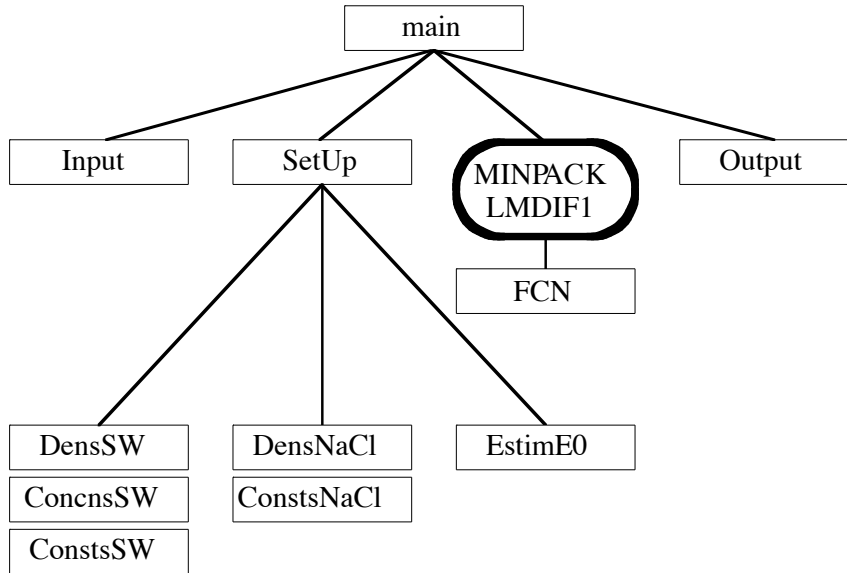 main
Input
SetUp
MINPACK
LMDIF1
Output
FCN
DensSW
DensNaCl
EstimE0
ConcnsSW
ConstsNaCl
ConstsSW